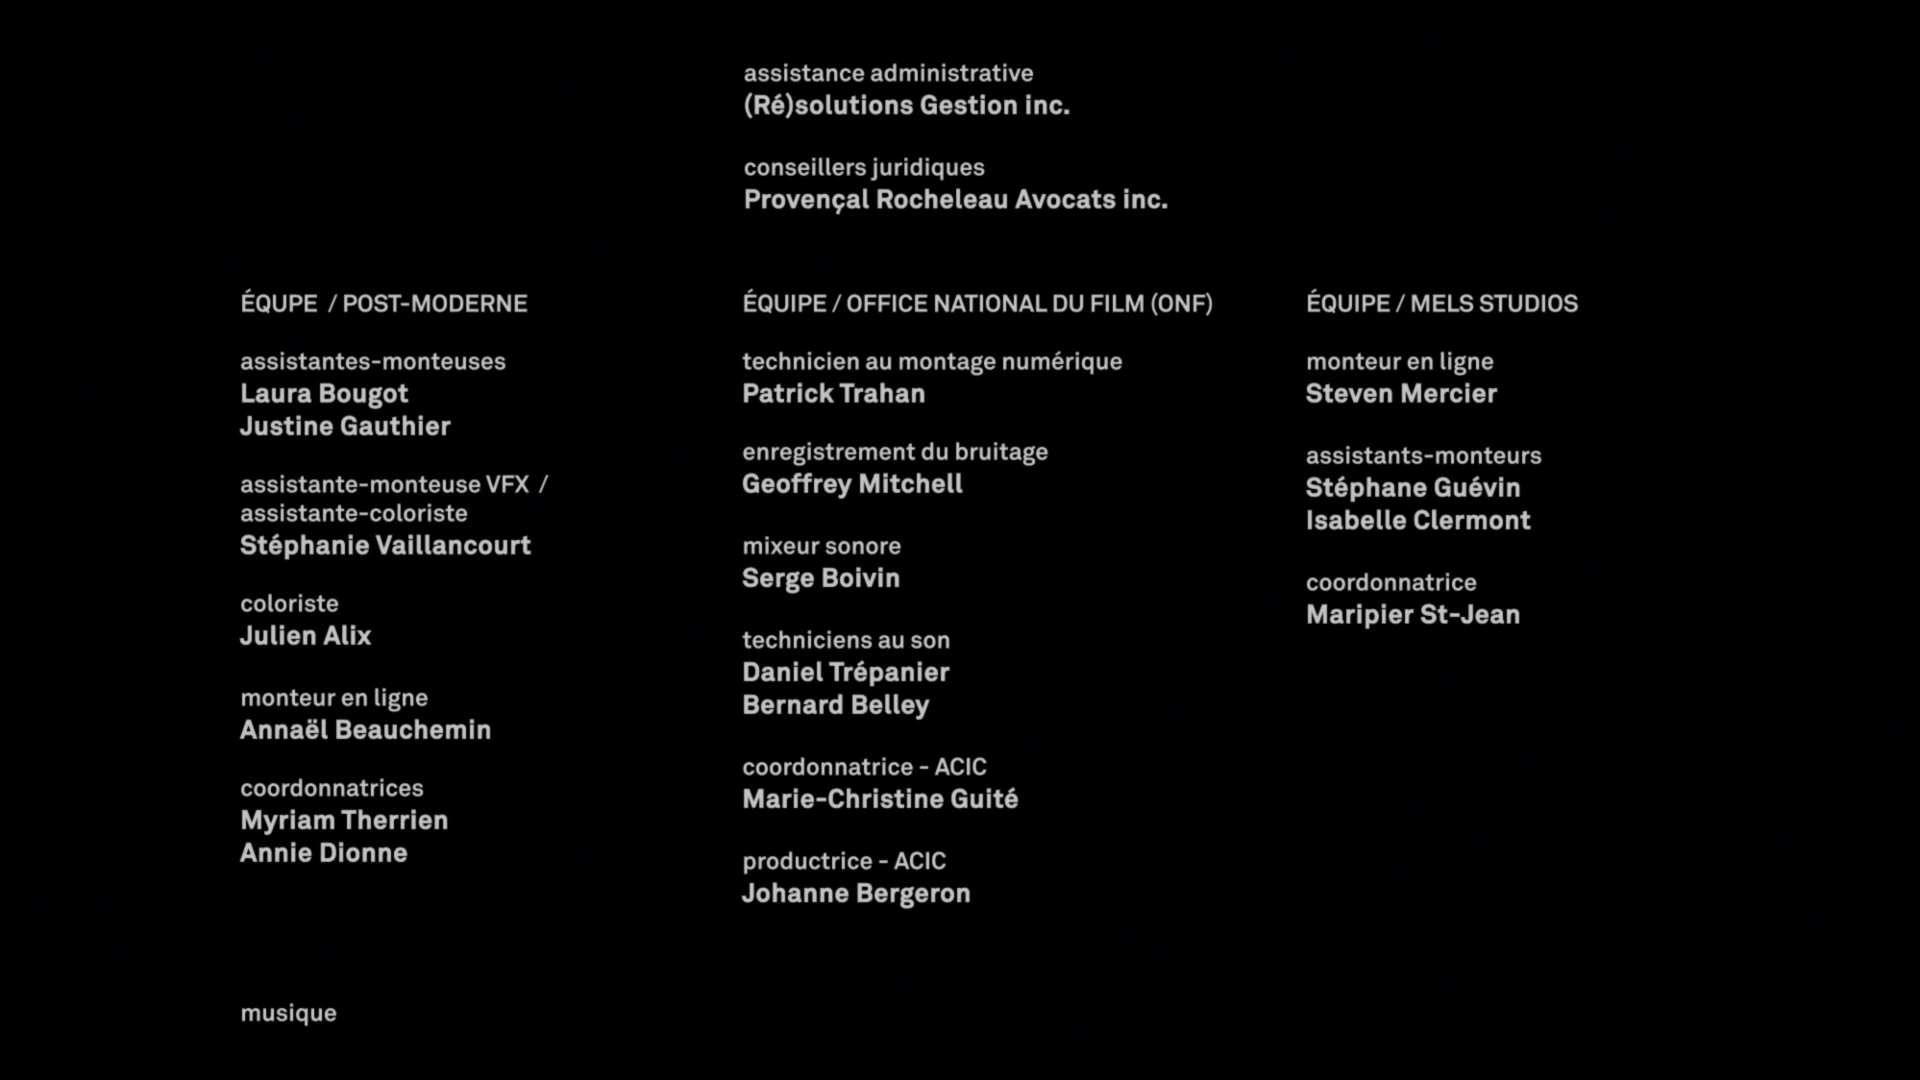 assistance administrative
(Ré)solutions Gestion inc.
conseillers juridiques
Provençal Rocheleau Avocats inc.
ÉQUPE / POST-MODERNE
assistantes-monteuses
Laura Bougot
Justine Gauthier
assistante-monteuse VFX /
assistante-coloriste
Stéphanie Vaillancourt
coloriste
Julien Alix
monteur en ligne
Annaël Beauchemin
coordonnatrices
Myriam Therrien
Annie Dionne
ÉQUIPE / OFFICE NATIONAL DU FILM (ONF)
technicien au montage numérique
Patrick Trahan
enregistrement du bruitage
Geoffrey Mitchell
mixeur sonore
Serge Boivin
techniciens au son
Daniel Trépanier
Bernard Belley
coordonnatrice - ACIC
Marie-Christine Guité
productrice - ACIC
Johanne Bergeron
ÉQUIPE / MELS STUDIOS
monteur en ligne
Steven Mercier
assistants-monteurs
Stéphane Guévin
Isabelle Clermont
coordonnatrice
Maripier St-Jean
musique